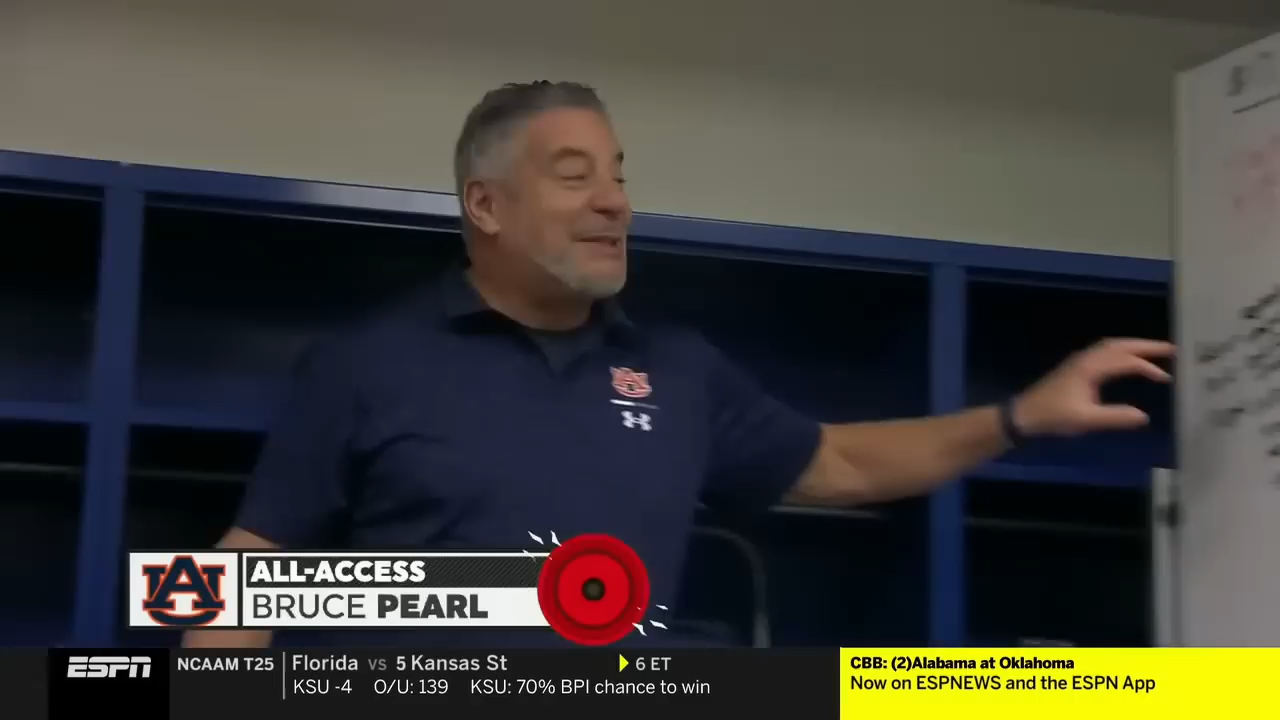 ALL-ACCESS
BRUCE PEARL
ESPN
NCAAM T25
Florida vs 5 Kansas St
6 ET
KSU -4 O/U: 139 KSU: 70% BPI chance to win
CBB: (2)Alabama at Oklahoma
Now on ESPNEWS and the ESPN App